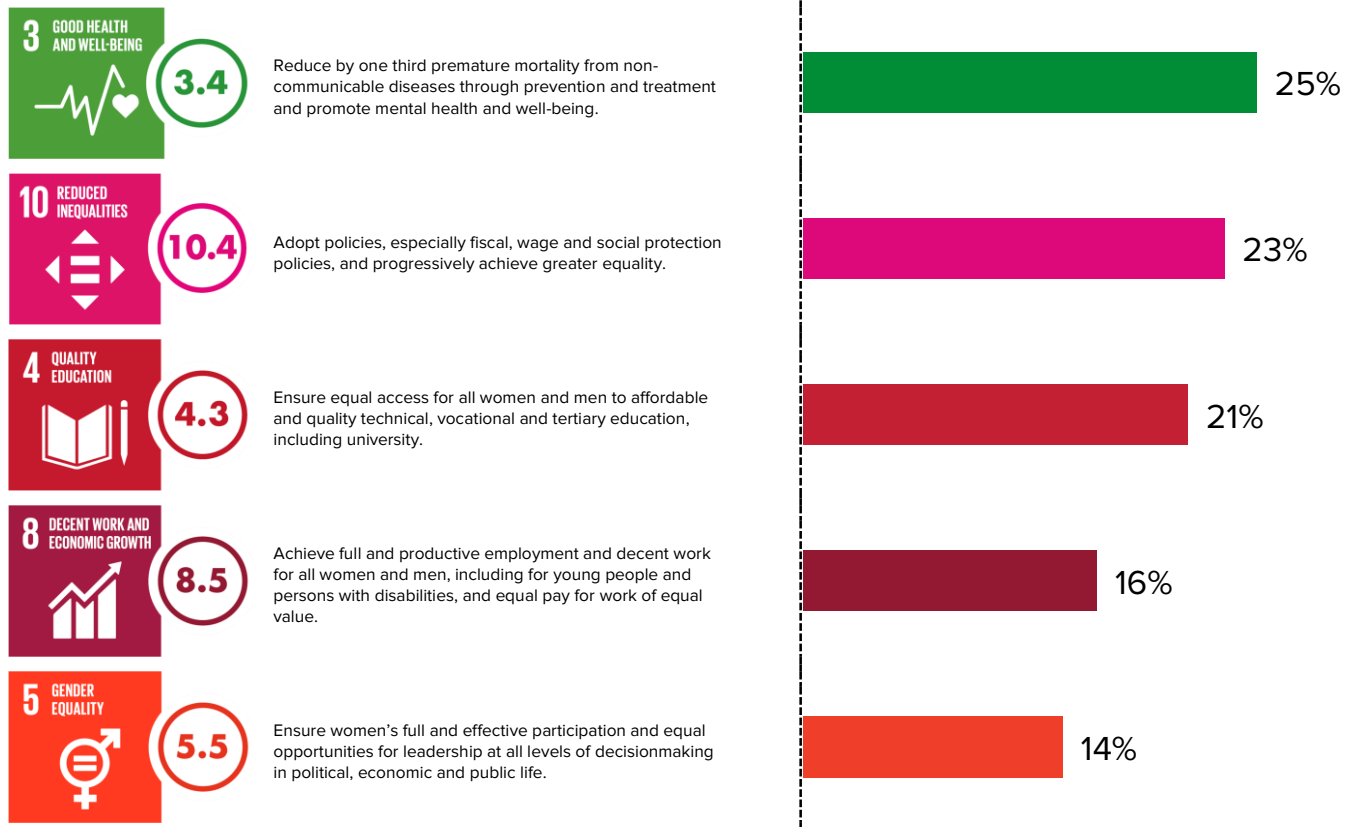 3 GOOD HEALTH
AND WELL-BEING
3.4
Reduce by one third premature mortality from non-
communicable diseases through prevention and treatment
and promote mental health and well-being.
25%
10 REDUCED
INEQUALITIES
10.4
Adopt policies, especially fiscal, wage and social protection
policies, and progressively achieve greater equality.
23%
4 QUALITY
EDUCATION
4.3
Ensure equal access for all women and men to affordable
and quality technical, vocational and tertiary education,
including university.
21%
8 DECENT WORK AND
ECONOMIC GROWTH
8.5
Achieve full and productive employment and decent work
for all women and men, including for young people and
persons with disabilities, and equal pay for work of equal
value.
16%
5 GENDER
EQUALITY
5.5
Ensure women’s full and effective participation and equal
opportunities for leadership at all levels of decisionmaking
in political, economic and public life.
14%